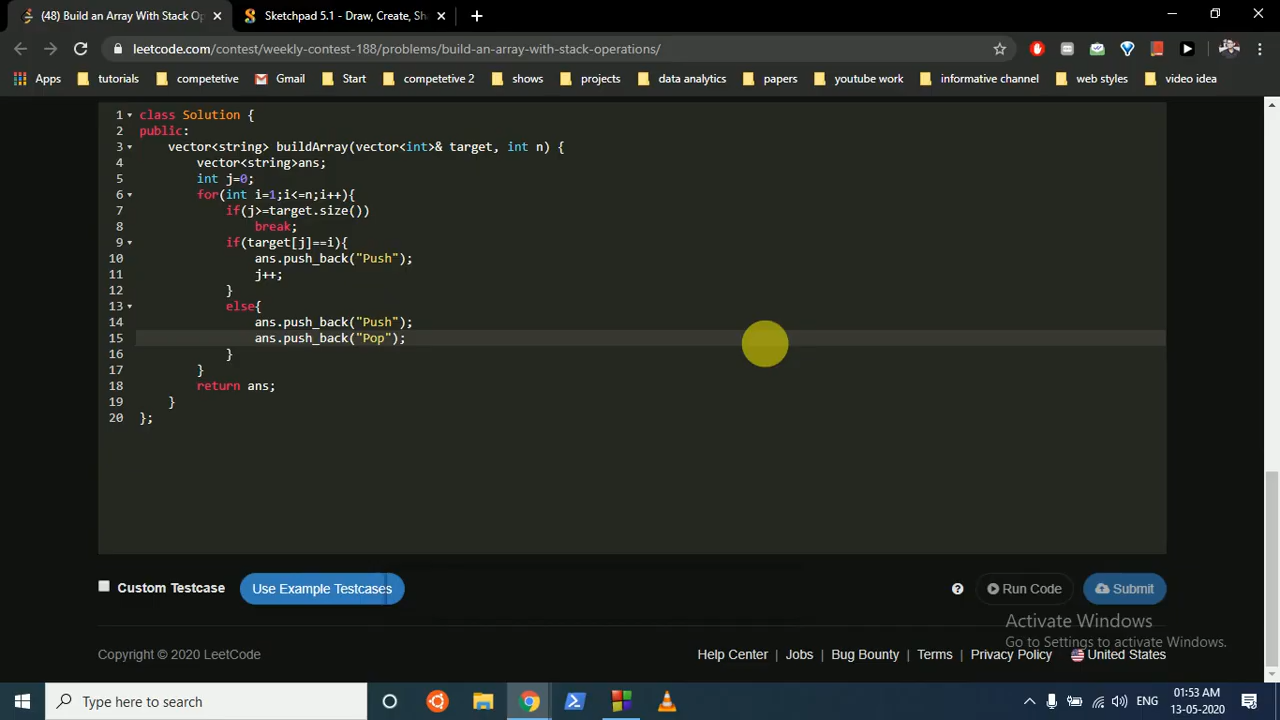 (48) Build an Array With Stack Op
Sketchpad 5.1 - Draw, Create, Sha
leetcode.com/contest/weekly-contest-188/problems/build-an-array-with-stack-operations/
Apps tutorials competetive Gmail Start competetive 2 shows projects data analytics papers youtube work informative channel web styles video idea
1 class Solution {
2 public:
3 vector<string> buildArray(vector<int>& target, int n) {
4 vector<string>ans;
5 int j=0;
6 for(int i=1;i<=n;i++){
7 if(j>=target.size())
8 break;
9 if(target[j]==i){
10 ans.push_back("Push");
11 j++;
12 }
13 else{
14 ans.push_back("Push");
15 ans.push_back("Pop");
16 }
17 }
18 return ans;
19 }
20 };
Custom Testcase Use Example Testcases Run Code Submit
Activate Windows
Go to Settings to activate Windows.
Copyright © 2020 LeetCode Help Center | Jobs | Bug Bounty | Terms | Privacy Policy United States
Type here to search
ENG
01:53 AM
13-05-2020